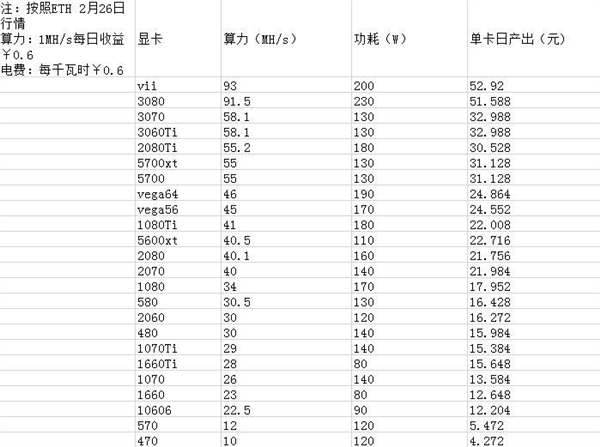 注：按照ETH 2月26日
行情
算力：1MH/s每日收益
￥0.6
电费：每千瓦时￥0.6
显卡 算力（MH/s） 功耗（W） 单卡日产出（元）
vii 93 200 52.92
3080 91.5 230 51.588
3070 58.1 130 32.988
3060Ti 58.1 130 32.988
2080Ti 55.2 180 30.528
5700xt 55 130 31.128
5700 55 130 31.128
vega64 46 190 24.864
vega56 45 170 24.552
1080Ti 41 180 22.008
5600xt 40.5 110 22.716
2080 40.1 160 21.756
2070 40 140 21.984
1080 34 170 17.952
580 30.5 130 16.428
2060 30 120 16.272
480 30 140 15.984
1070Ti 29 140 15.384
1660Ti 28 80 15.648
1070 26 140 13.584
1660 23 80 12.648
10606 22.5 90 12.204
570 12 120 5.472
470 10 120 4.272